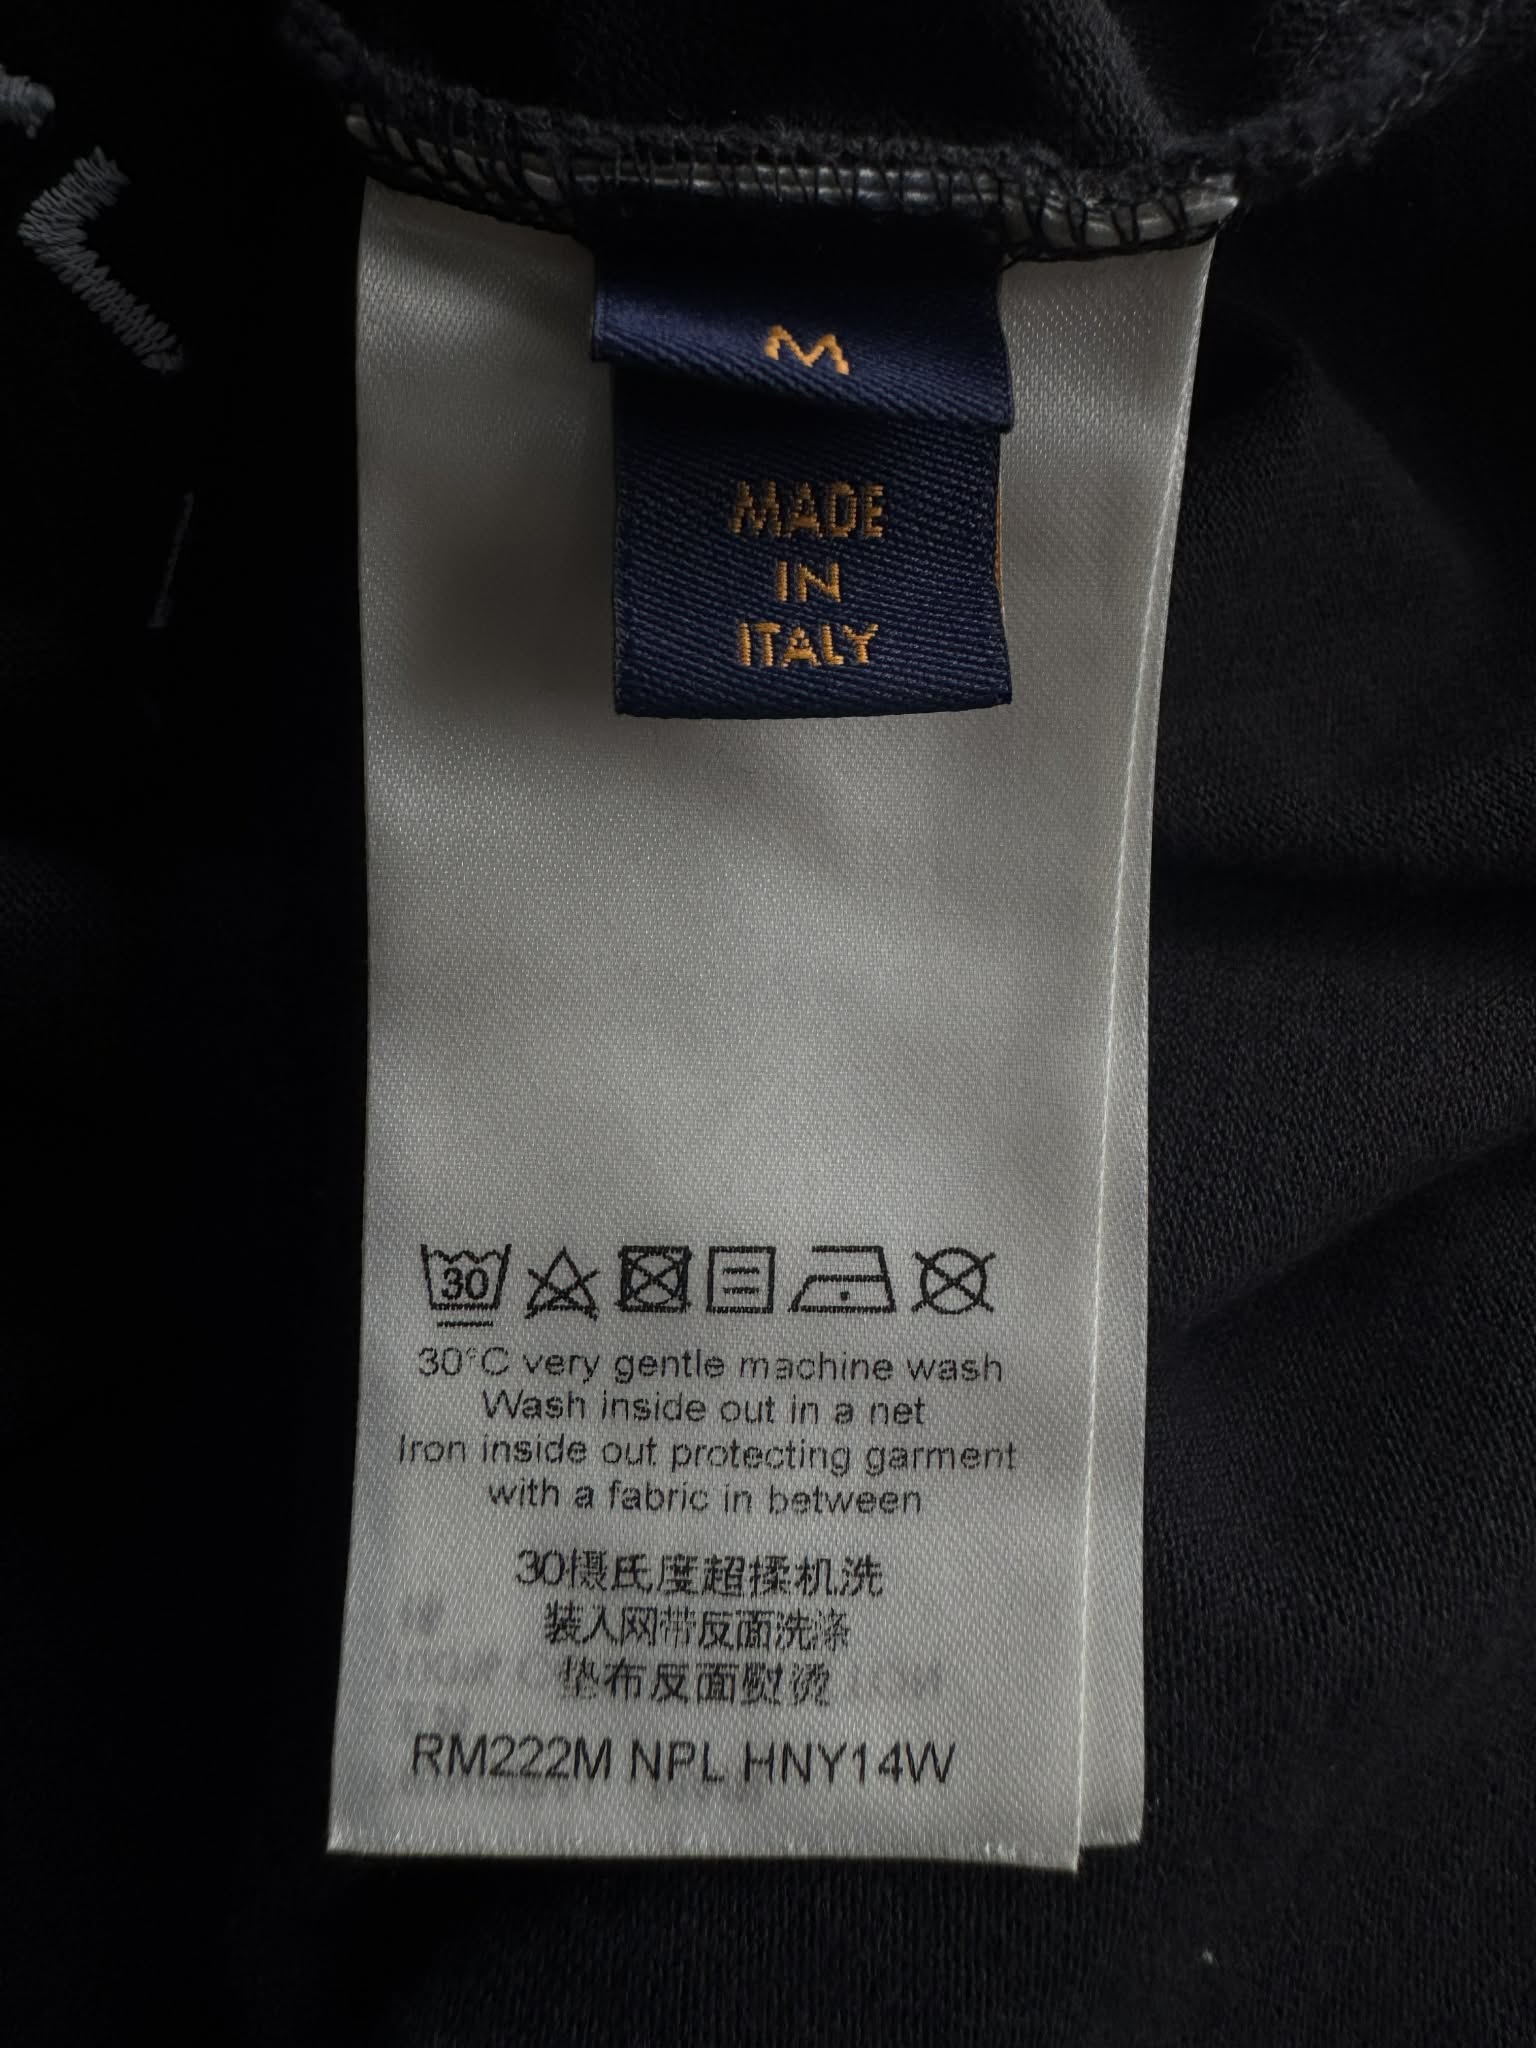 M
MADE
IN
ITALY
30
30°C very gentle machine wash
Wash inside out in a net
Iron inside out protecting garment
with a fabric in between
30摄氏度超揉机洗
装入网带反面洗涤
垫布反面熨烫
RM222M NPL HNY14W